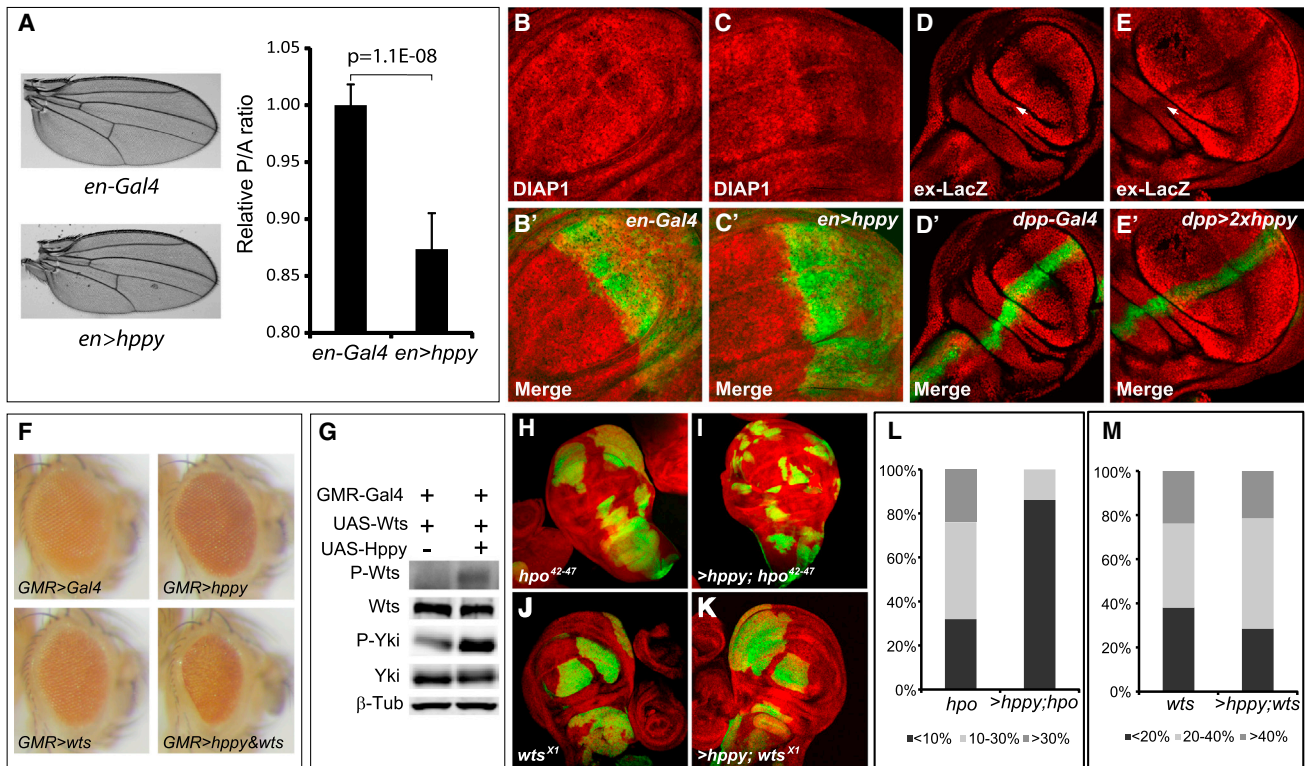 A
en-Gal4
en>hppy
Relative P/A ratio
1.05
1.00
0.95
0.90
0.85
0.80
p=1.1E-08
en-Gal4 en>hppy
B
DIAP1
B'
en-Gal4
Merge
C
DIAP1
C'
en>hppy
Merge
D
ex-LacZ
D'
dpp-Gal4
Merge
E
ex-LacZ
E'
dpp>2xhppy
Merge
F
GMR>Gal4
GMR>hppy
GMR>wts
GMR>hppy&wts
G
GMR-Gal4 + +
UAS-Wts + +
UAS-Hppy - +
P-Wts
Wts
P-Yki
Yki
β-Tub
H
hpo42-47
I
>hppy; hpo42-47
J
wtsX1
K
>hppy; wtsX1
L
100%
80%
60%
40%
20%
0%
hpo >hppy;hpo
<10% 10-30% >30%
M
100%
80%
60%
40%
20%
0%
wts >hppy;wts
<20% 20-40% >40%